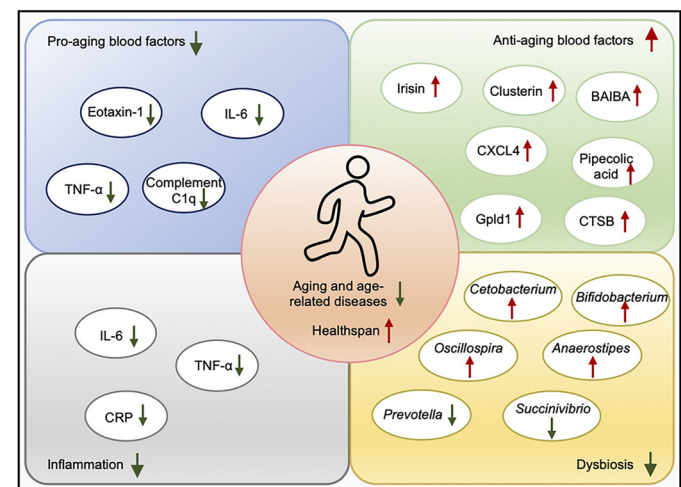 Pro-aging blood factors
Eotaxin-1
IL-6
TNF-α
Complement
C1q
Anti-aging blood factors
Irisin
Clusterin
BAIBA
CXCL4
Pipecolic
acid
Gpld1
CTSB
Aging and age-
related diseases
Healthspan
IL-6
TNF-α
CRP
Inflammation
Cetobacterium
Bifidobacterium
Oscillospira
Anaerostipes
Prevotella
Succinivibrio
Dysbiosis